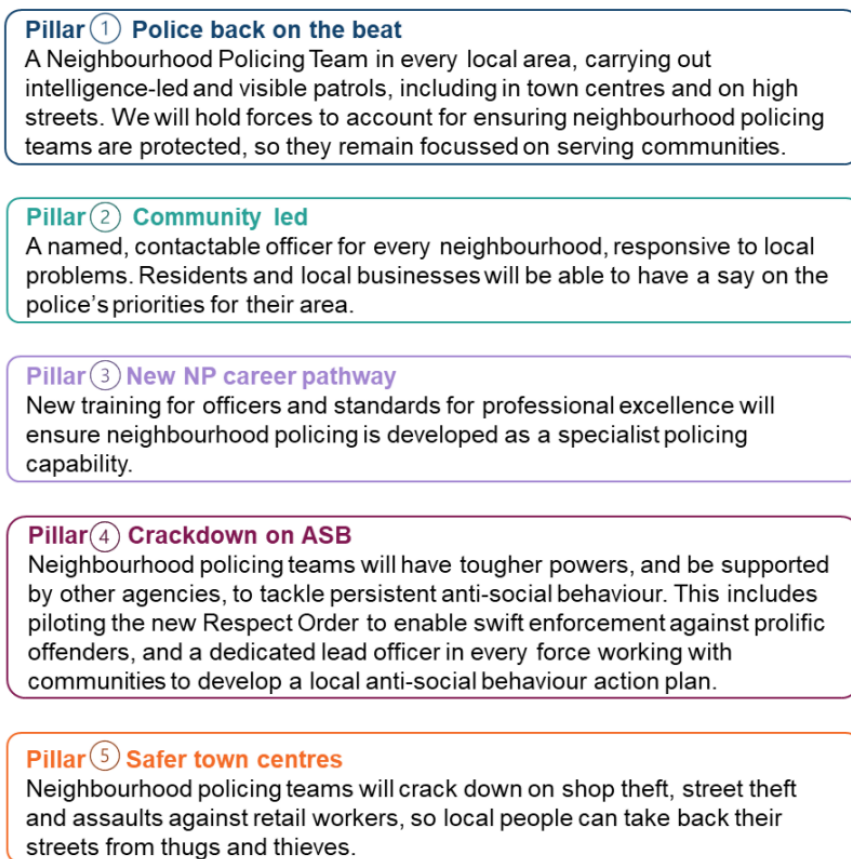 Pillar 1 Police back on the beat
A Neighbourhood Policing Team in every local area, carrying out
intelligence-led and visible patrols, including in town centres and on high
streets. We will hold forces to account for ensuring neighbourhood policing
teams are protected, so they remain focussed on serving communities.
Pillar 2 Community led
A named, contactable officer for every neighbourhood, responsive to local
problems. Residents and local businesses will be able to have a say on the
police's priorities for their area.
Pillar 3 New NP career pathway
New training for officers and standards for professional excellence will
ensure neighbourhood policing is developed as a specialist policing
capability.
Pillar 4 Crackdown on ASB
Neighbourhood policing teams will have tougher powers, and be supported
by other agencies, to tackle persistent anti-social behaviour. This includes
piloting the new Respect Order to enable swift enforcement against prolific
offenders, and a dedicated lead officer in every force working with
communities to develop a local anti-social behaviour action plan.
Pillar 5 Safer town centres
Neighbourhood policing teams will crack down on shop theft, street theft
and assaults against retail workers, so local people can take back their
streets from thugs and thieves.